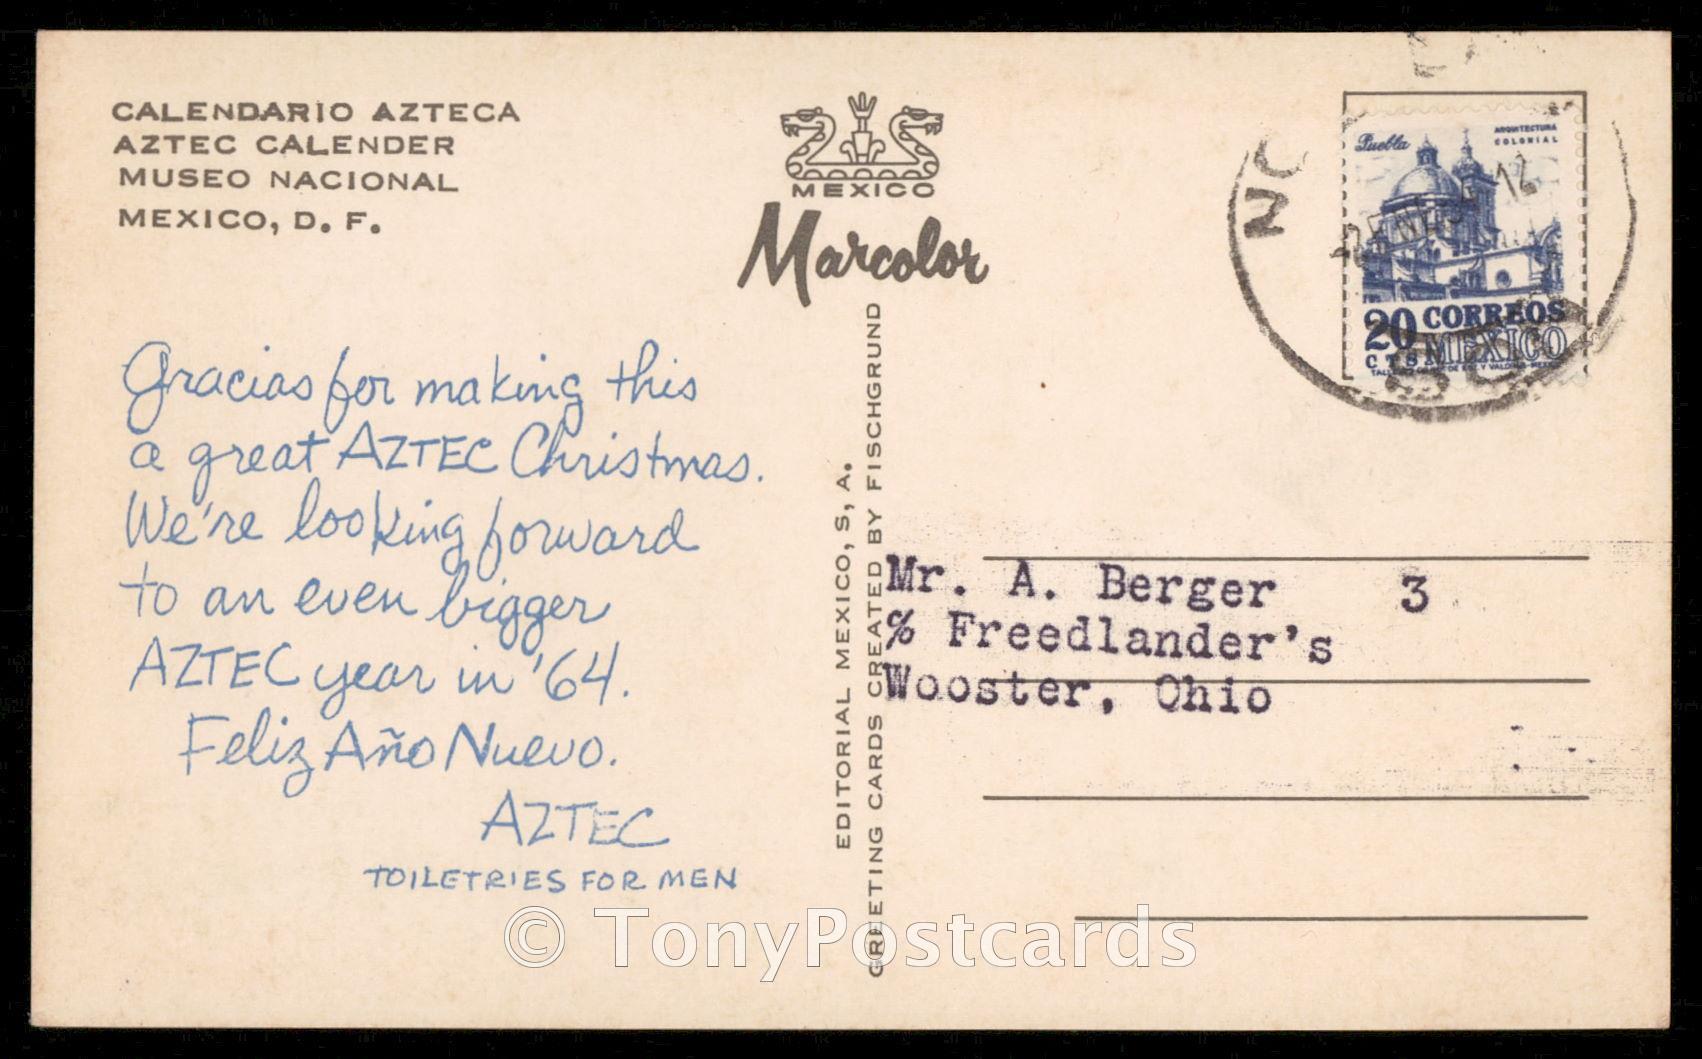 CALENDARIO AZTECA
AZTEC CALENDER
MUSEO NACIONAL
MEXICO, D. F.
MEXICO
Marcolor
Gracias for making this
a great AZTEC Christmas.
We're looking forward
to an even bigger
AZTEC year in '64.
Feliz Año Nuevo.
AZTEC
TOILETRIES FOR MEN
EDITORIAL MEXICO, S, A.
GREETING CARDS CREATED BY FISCHGRUND
Puebla
ARQUITECTURA
COLONIAL
20 CORREOS
CTS MEXICO
12
Mr. A. Berger 3
% Freedlander's
Wooster, Ohio
© TonyPostcards